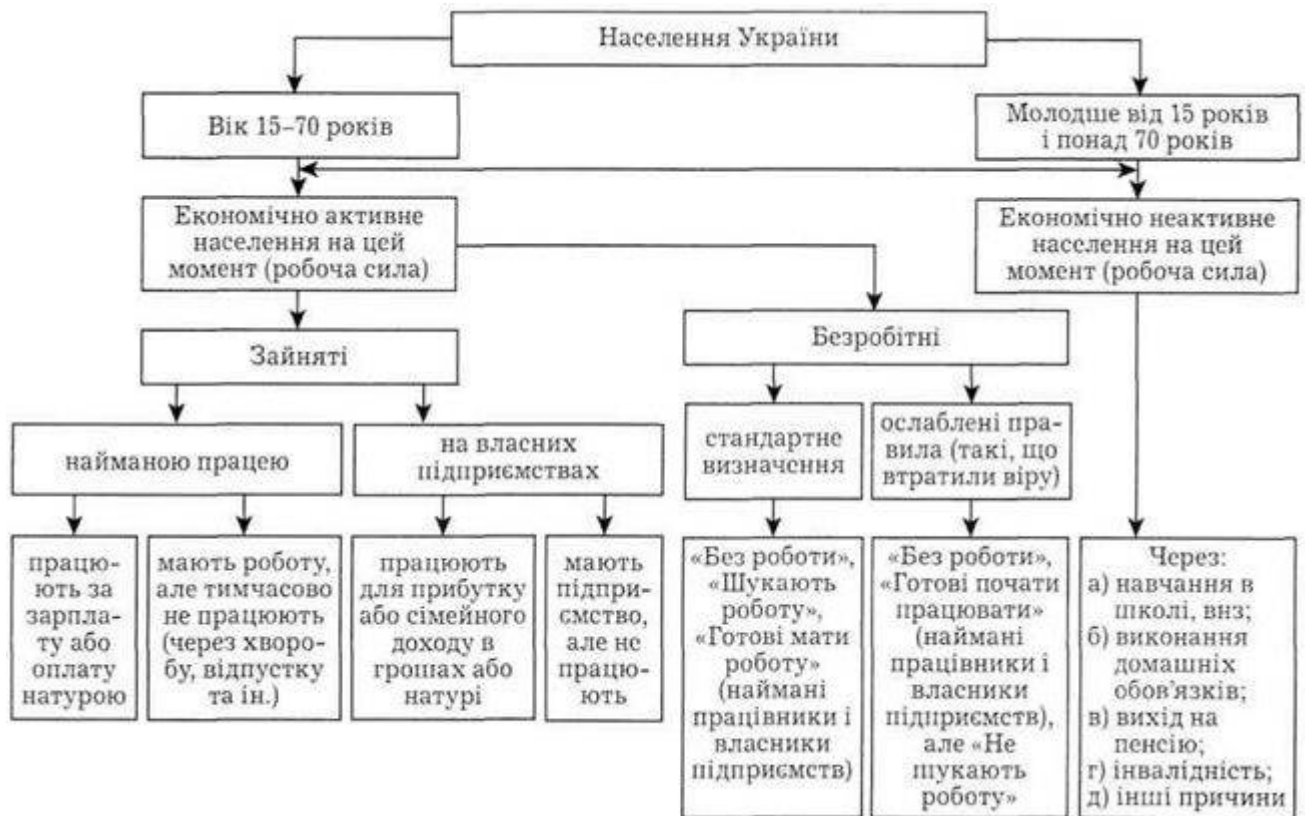 Населення України
Вік 15–70 років
Молодше від 15 років
і понад 70 років
Економічно активне
населення на цей
момент (робоча сила)
Економічно неактивне
населення на цей
момент (робоча сила)
Зайняті
Безробітні
найманою працею
на власних
підприємствах
стандартне
визначення
ослаблені пра-
вила (такі, що
втратили віру)
працю-
ють за
зарпла-
ту або
оплату
натурою
мають роботу,
але тимчасово
не працюють
(через хворо-
бу, відпустку
та ін.)
працюють
для прибутку
або сімейного
доходу в
грошах або
натурі
мають
підпри-
ємство,
але не
працю-
ють
«Без роботи»,
«Шукають
роботу»,
«Готові мати
роботу»
(наймані
працівники і
власники
підприємств)
«Без роботи»,
«Готові почати
працювати»
(наймані
працівники і
власники
підприємств),
але «Не
шукають
роботу»
Через:
а) навчання в
школі, внз;
б) виконання
домашніх
обов'язків;
в) вихід на
пенсію;
г) інвалідність;
д) інші причини